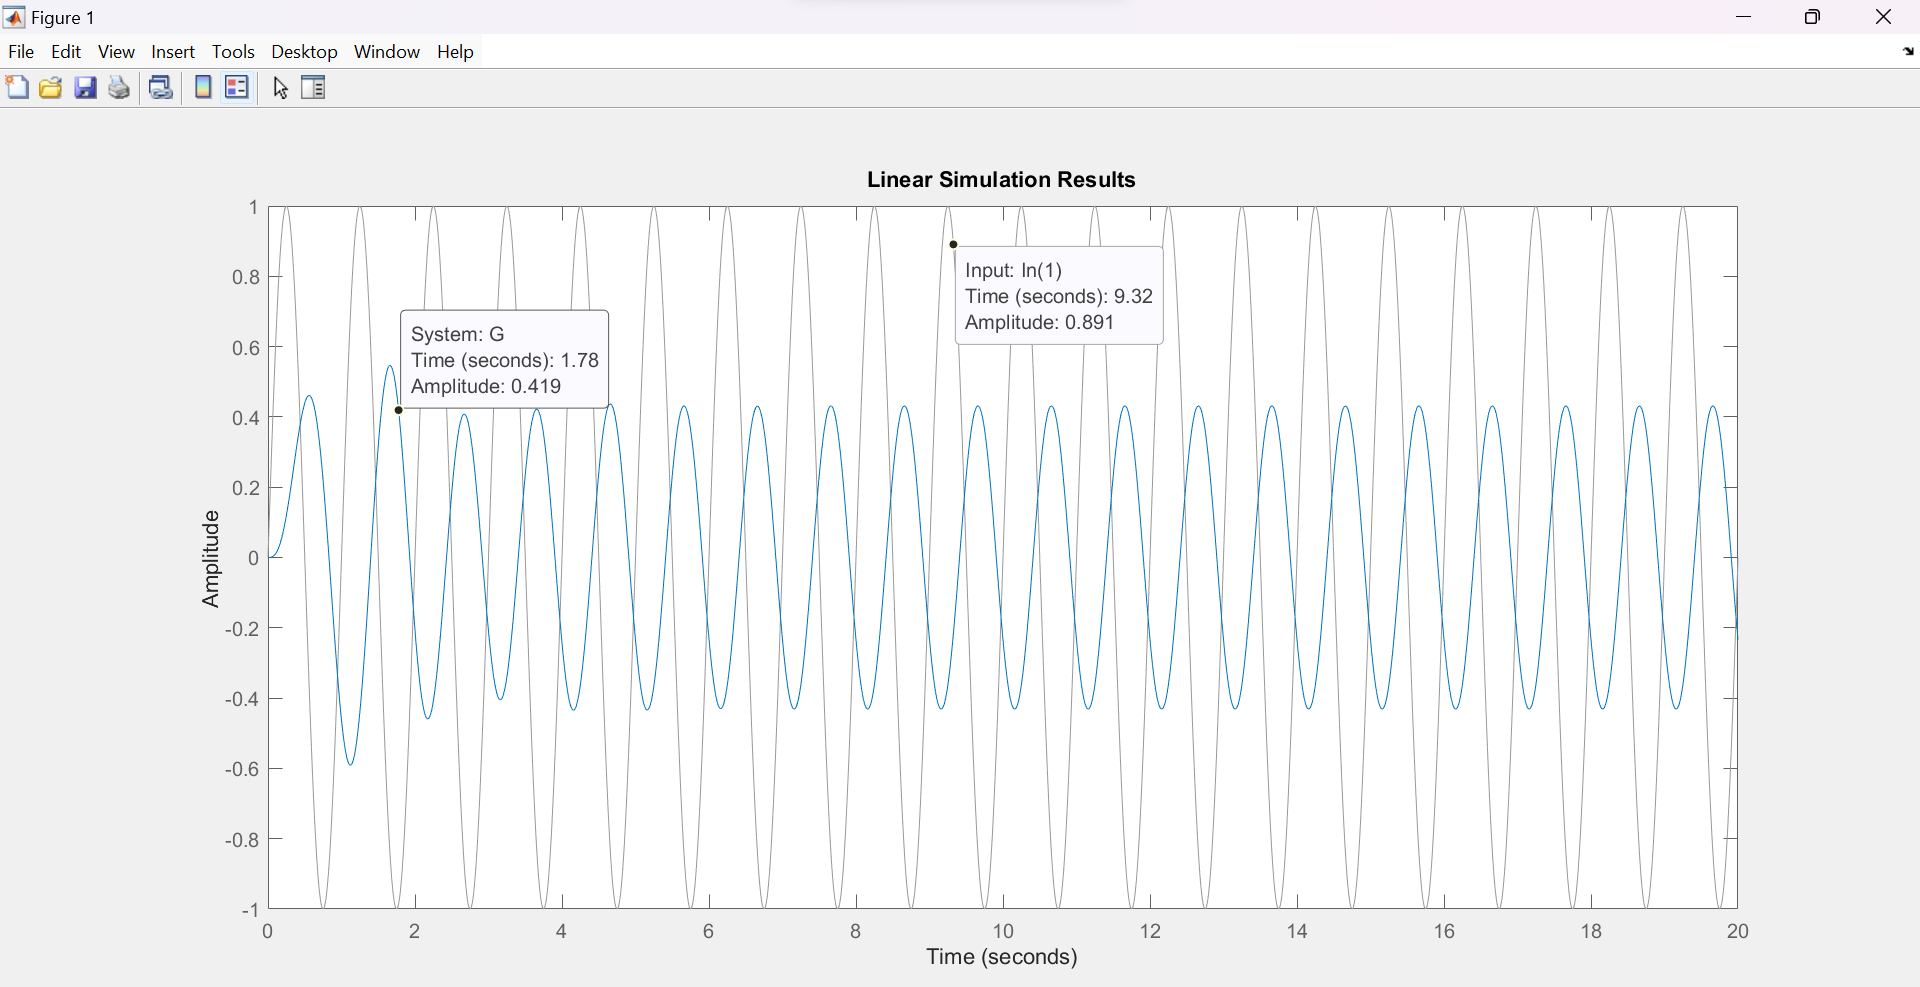 Figure 1
File Edit View Insert Tools Desktop Window Help
Linear Simulation Results
1
0.8
0.6
0.4
0.2
0
-0.2
-0.4
-0.6
-0.8
-1
Amplitude
System: G
Time (seconds): 1.78
Amplitude: 0.419
Input: In(1)
Time (seconds): 9.32
Amplitude: 0.891
0 2 4 6 8 10 12 14 16 18 20
Time (seconds)